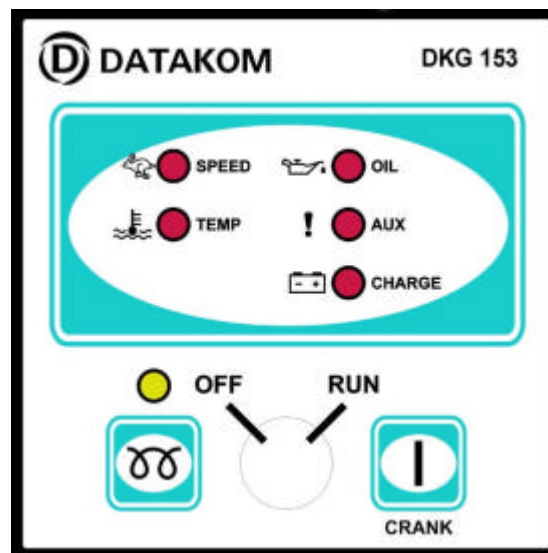 D DATAKOM DKG 153
SPEED OIL
TEMP ! AUX
- + CHARGE
OFF RUN
CRANK